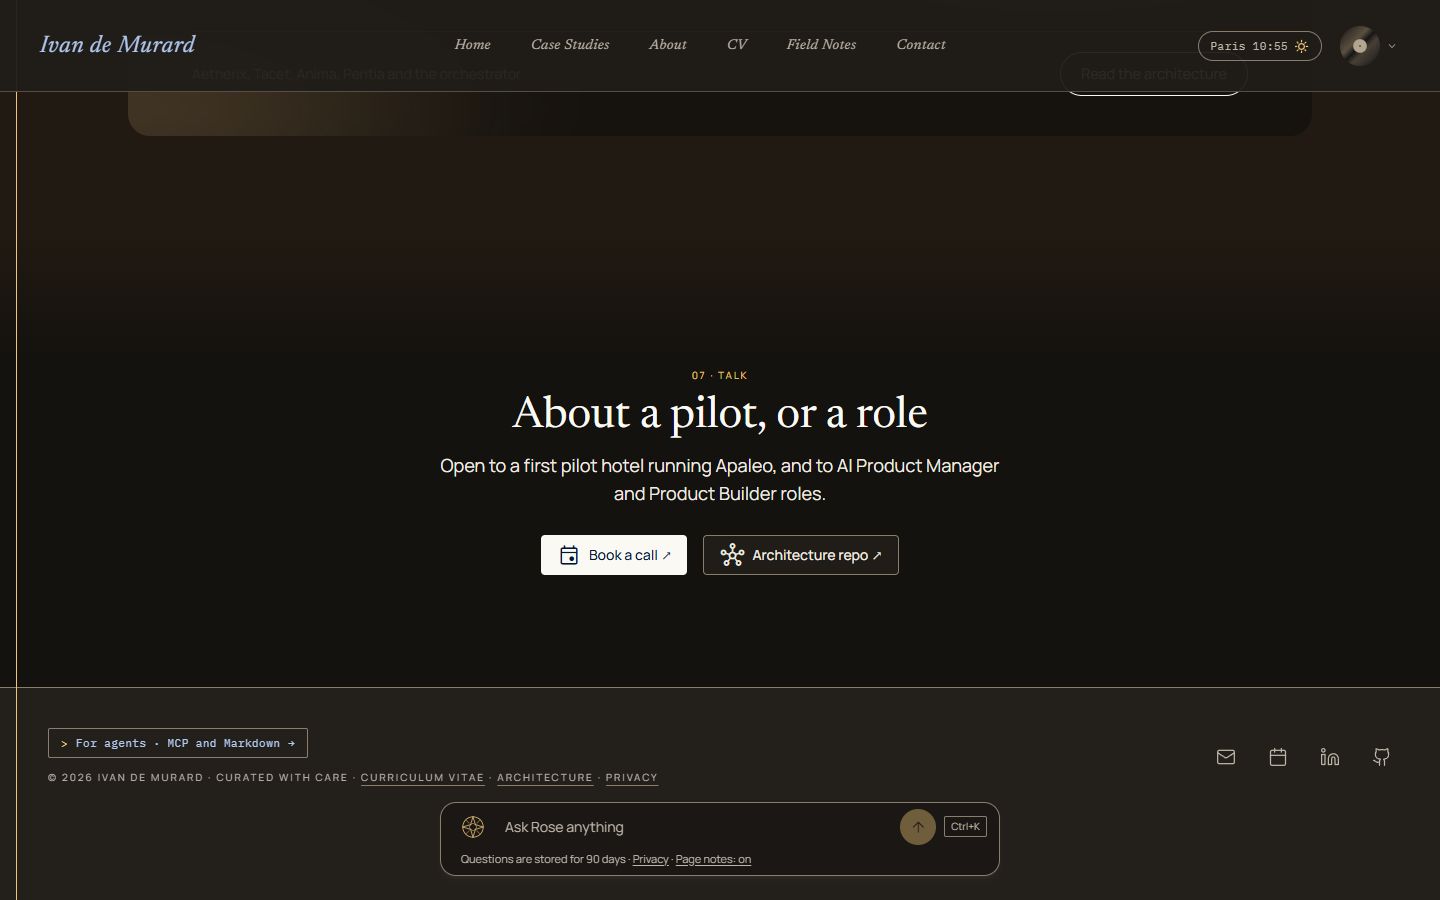 Ivan de Murard
Home Case Studies About CV Field Notes Contact
Paris 10:55
Aetherix, Tacet, Anima, Pentia and the orchestrator
Read the architecture
07 · TALK
About a pilot, or a role
Open to a first pilot hotel running Apaleo, and to AI Product Manager
and Product Builder roles.
Book a call ↗
Architecture repo ↗
> For agents · MCP and Markdown →
© 2026 IVAN DE MURARD · CURATED WITH CARE · CURRICULUM VITAE · ARCHITECTURE · PRIVACY
Ask Rose anything
Ctrl+K
Questions are stored for 90 days · Privacy · Page notes: on